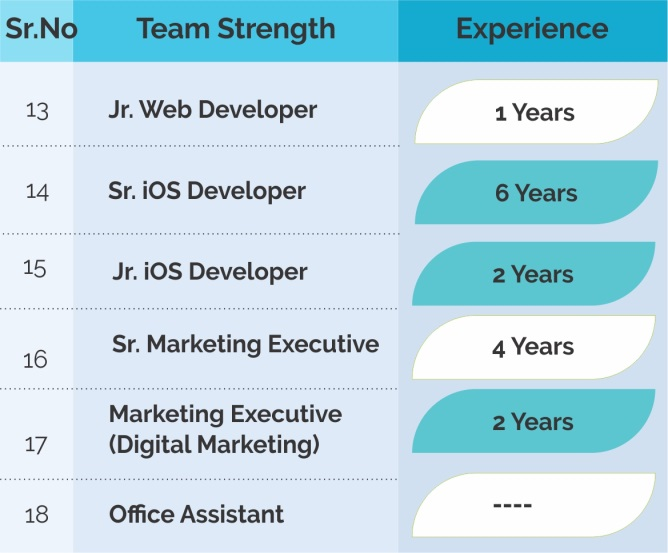 Sr.No Team Strength Experience
13 Jr. Web Developer 1 Years
14 Sr. iOS Developer 6 Years
15 Jr. iOS Developer 2 Years
16 Sr. Marketing Executive 4 Years
17 Marketing Executive 2 Years
(Digital Marketing)
18 Office Assistant ----